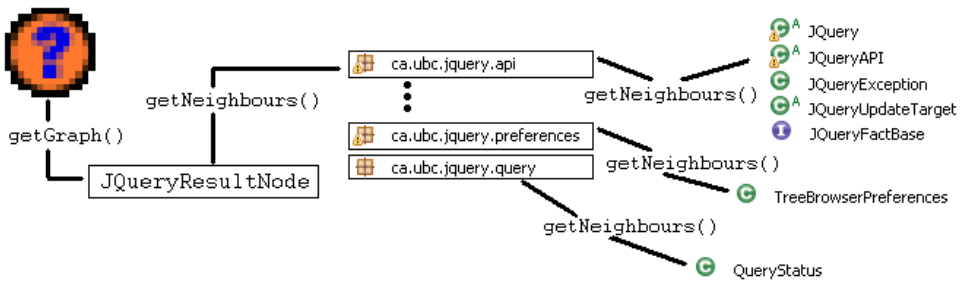 ?
getGraph()
JQueryResultNode
getNeighbours()
ca.ubc.jquery.api
ca.ubc.jquery.preferences
ca.ubc.jquery.query
getNeighbours()
C A JQuery
C A JQueryAPI
C JQueryException
C A JQueryUpdateTarget
I JQueryFactBase
getNeighbours()
C TreeBrowserPreferences
getNeighbours()
C QueryStatus